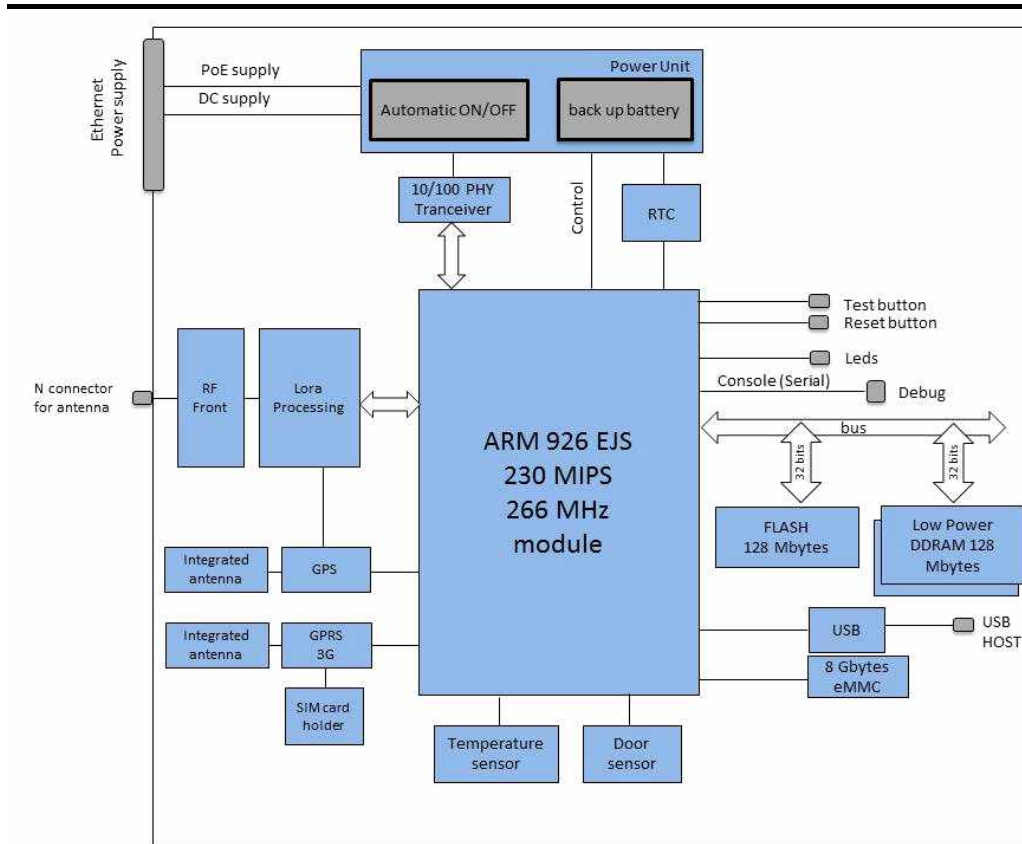 Ethernet
Power supply
PoE supply
DC supply
Power Unit
Automatic ON/OFF
back up battery
10/100 PHY
Tranceiver
Control
RTC
Test button
Reset button
Leds
Console (Serial)
Debug
bus
32 bits
32 bits
N connector
for antenna
RF
Front
Lora
Processing
ARM 926 EJS
230 MIPS
266 MHz
module
FLASH
128 Mbytes
Low Power
DDRAM 128
Mbytes
Integrated
antenna
GPS
Integrated
antenna
GPRS
3G
SIM card
holder
USB
USB
HOST
8 Gbytes
eMMC
Temperature
sensor
Door
sensor